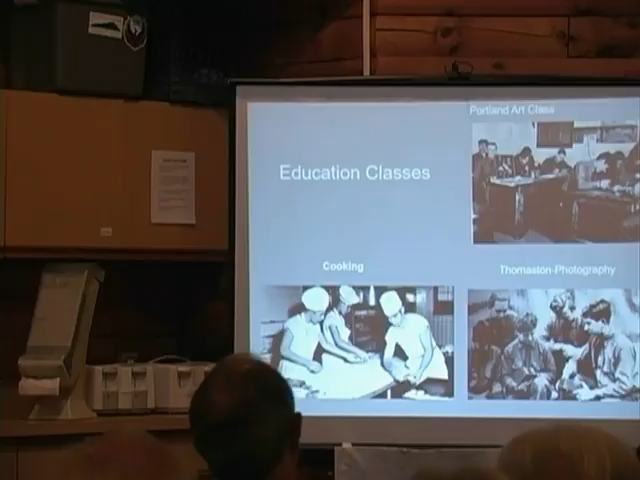 Portland Art Class
Education Classes
Cooking
Thomaston-Photography